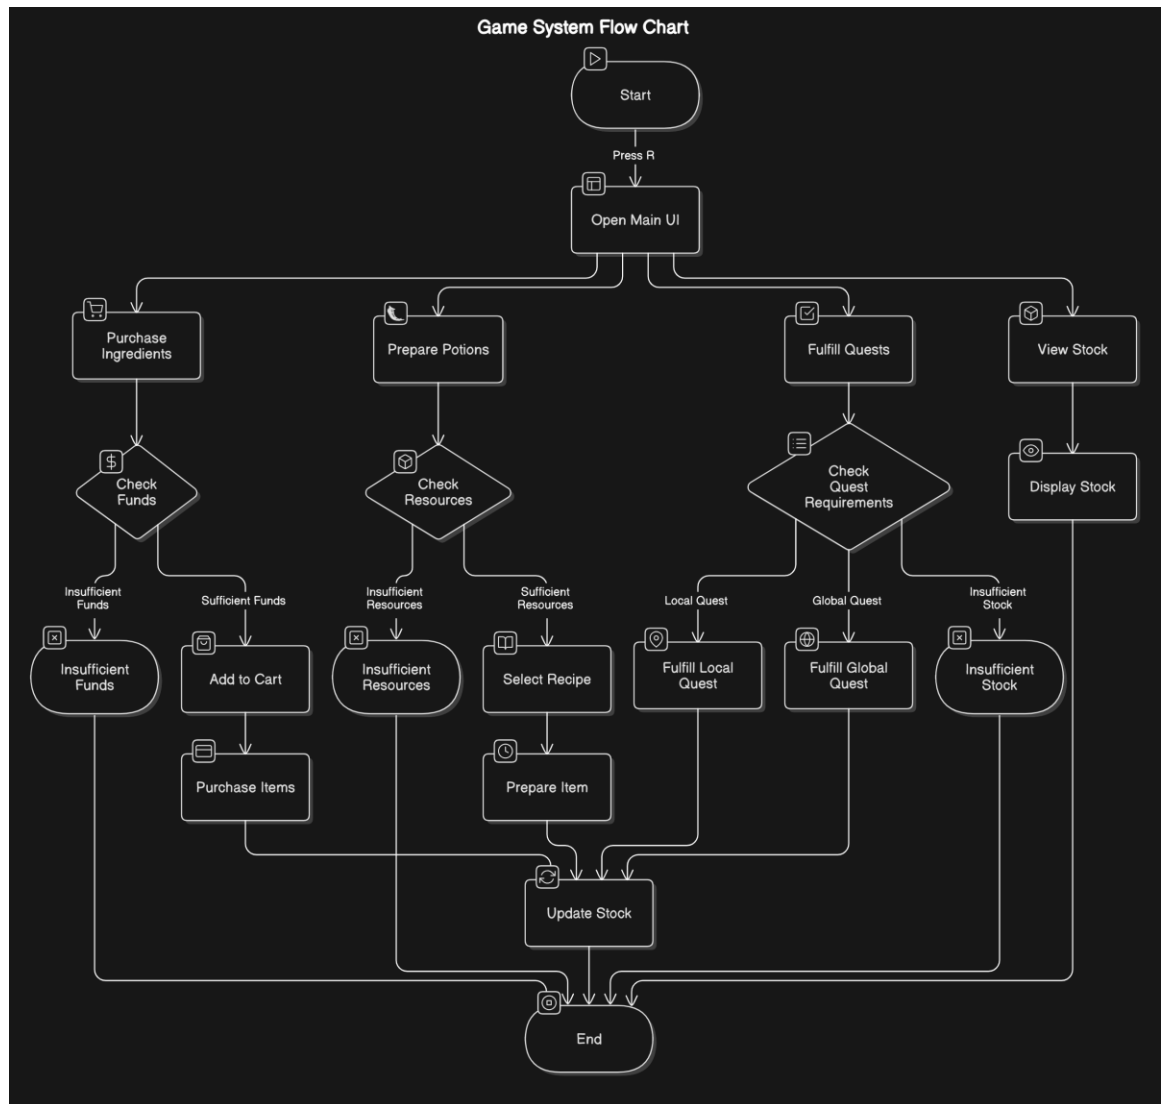 Game System Flow Chart
Start
Press R
Open Main UI
Purchase
Ingredients
Prepare Potions
Fulfill Quests
View Stock
Check
Funds
Check
Resources
Check
Quest
Requirements
Display Stock
Insufficient
Funds
Sufficient Funds
Insufficient
Resources
Sufficient
Resources
Local Quest
Global Quest
Insufficient
Stock
Insufficient
Funds
Add to Cart
Insufficient
Resources
Select Recipe
Fulfill Local
Quest
Fulfill Global
Quest
Insufficient
Stock
Purchase Items
Prepare Item
Update Stock
End